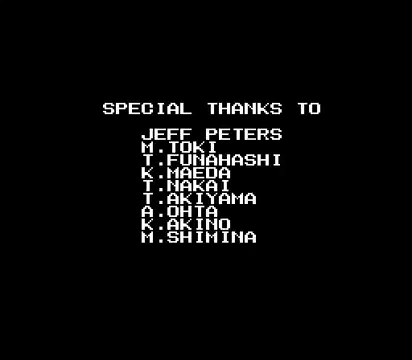 SPECIAL THANKS TO
JEFF PETERS
M.TOKI
T.FUNAHASHI
K.MAEDA
T.NAKAI
T.AKIYAMA
A.OHTA
K.AKINO
M.SHIMINA